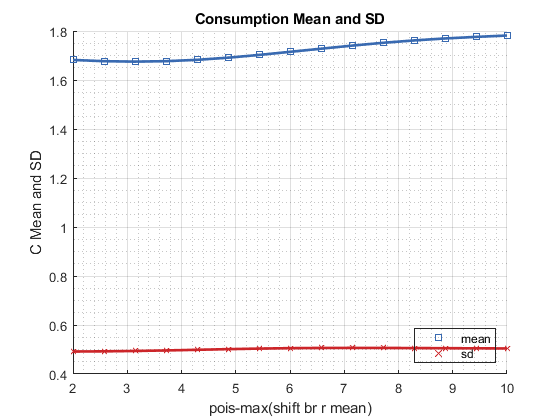 Consumption Mean and SD
1.8
1.6
1.4
1.2
1
0.8
0.6
0.4
C Mean and SD
mean
sd
2 3 4 5 6 7 8 9 10
pois-max(shift br r mean)